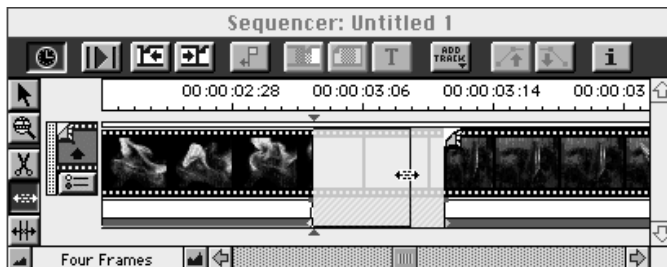 Sequencer: Untitled 1
T
ADD TRACK
i
00:00:02:28 00:00:03:06 00:00:03:14 00:00:03
Four Frames